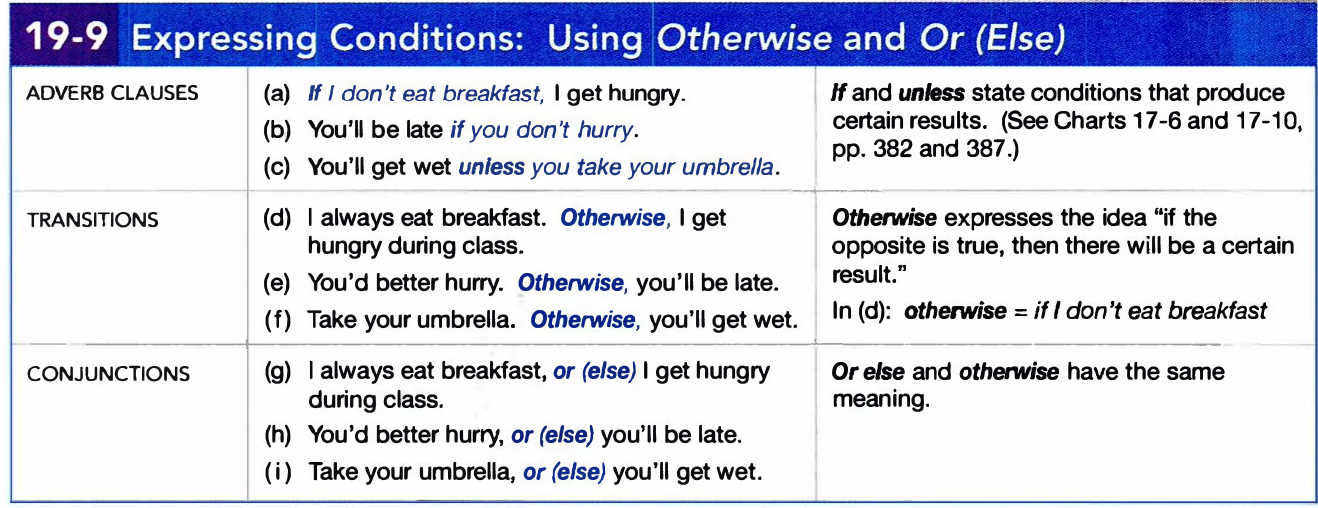 19-9 Expressing Conditions: Using Otherwise and Or (Else)
ADVERB CLAUSES
(a) If I don't eat breakfast, I get hungry.
(b) You'll be late if you don't hurry.
(c) You'll get wet unless you take your umbrella.
If and unless state conditions that produce
certain results. (See Charts 17-6 and 17-10,
pp. 382 and 387.)
TRANSITIONS
(d) I always eat breakfast. Otherwise, I get
hungry during class.
(e) You'd better hurry. Otherwise, you'll be late.
(f) Take your umbrella. Otherwise, you'll get wet.
Otherwise expresses the idea "if the
opposite is true, then there will be a certain
result."
In (d): otherwise = if I don't eat breakfast
CONJUNCTIONS
(g) I always eat breakfast, or (else) I get hungry
during class.
(h) You'd better hurry, or (else) you'll be late.
(i) Take your umbrella, or (else) you'll get wet.
Or else and otherwise have the same
meaning.